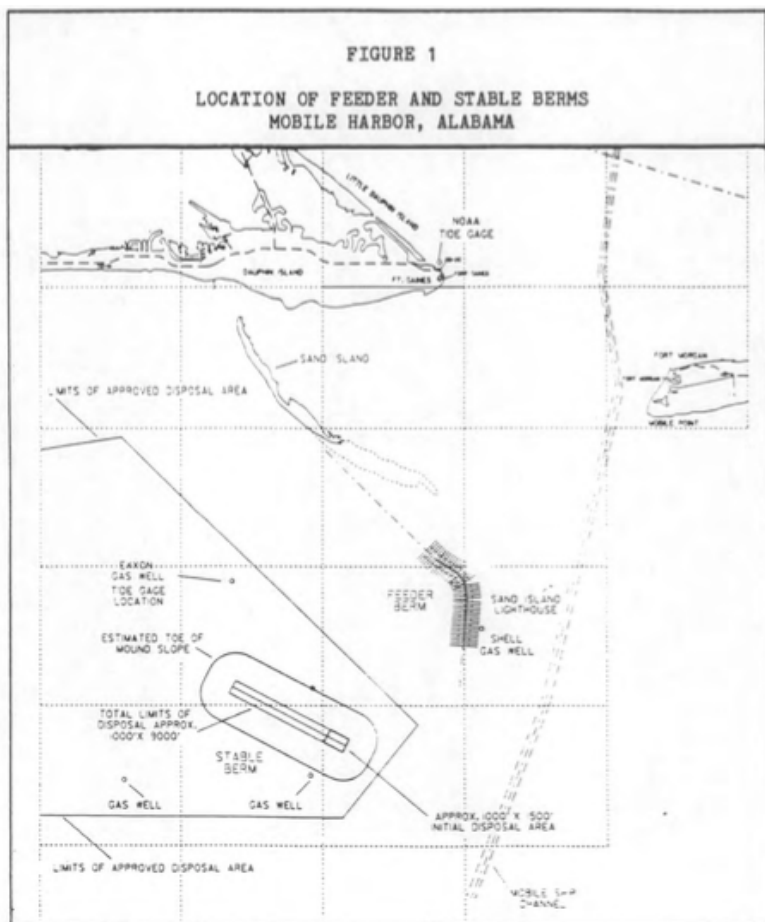 FIGURE 1
LOCATION OF FEEDER AND STABLE BERMS
MOBILE HARBOR, ALABAMA
LITTLE DAUPHIN ISLAND
NOAA
TIDE GAGE
DAUPHIN ISLAND
FT. GAINES
FORT GAINES
SAND ISLAND
FORT MORGAN
FORT MORGAN
MOBILE POINT
LIMITS OF APPROVED DISPOSAL AREA
EXXON
GAS WELL
TIDE GAGE
LOCATION
FEEDER
BERM
SAND ISLAND
LIGHTHOUSE
SHELL
GAS WELL
ESTIMATED TOE OF
MOUND SLOPE
TOTAL LIMITS OF
DISPOSAL APPROX.
1000' X 9000'
STABLE
BERM
GAS WELL
GAS WELL
APPROX. 1000' X 1500'
INITIAL DISPOSAL AREA
LIMITS OF APPROVED DISPOSAL AREA
MOBILE SHIP
CHANNEL